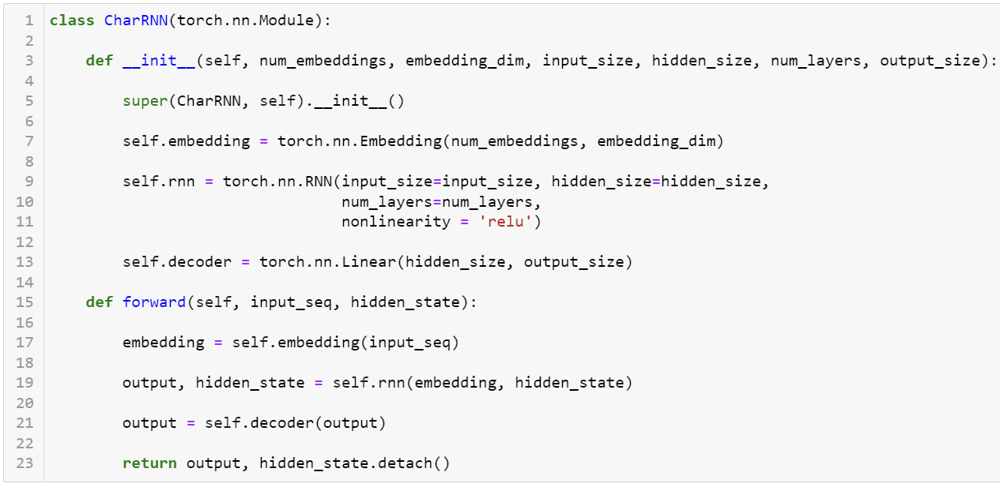 1 class CharRNN(torch.nn.Module):
2
3     def __init__(self, num_embeddings, embedding_dim, input_size, hidden_size, num_layers, output_size):
4
5         super(CharRNN, self).__init__()
6
7         self.embedding = torch.nn.Embedding(num_embeddings, embedding_dim)
8
9         self.rnn = torch.nn.RNN(input_size=input_size, hidden_size=hidden_size,
10                                 num_layers=num_layers,
11                                 nonlinearity = 'relu')
12
13         self.decoder = torch.nn.Linear(hidden_size, output_size)
14
15     def forward(self, input_seq, hidden_state):
16
17         embedding = self.embedding(input_seq)
18
19         output, hidden_state = self.rnn(embedding, hidden_state)
20
21         output = self.decoder(output)
22
23         return output, hidden_state.detach()